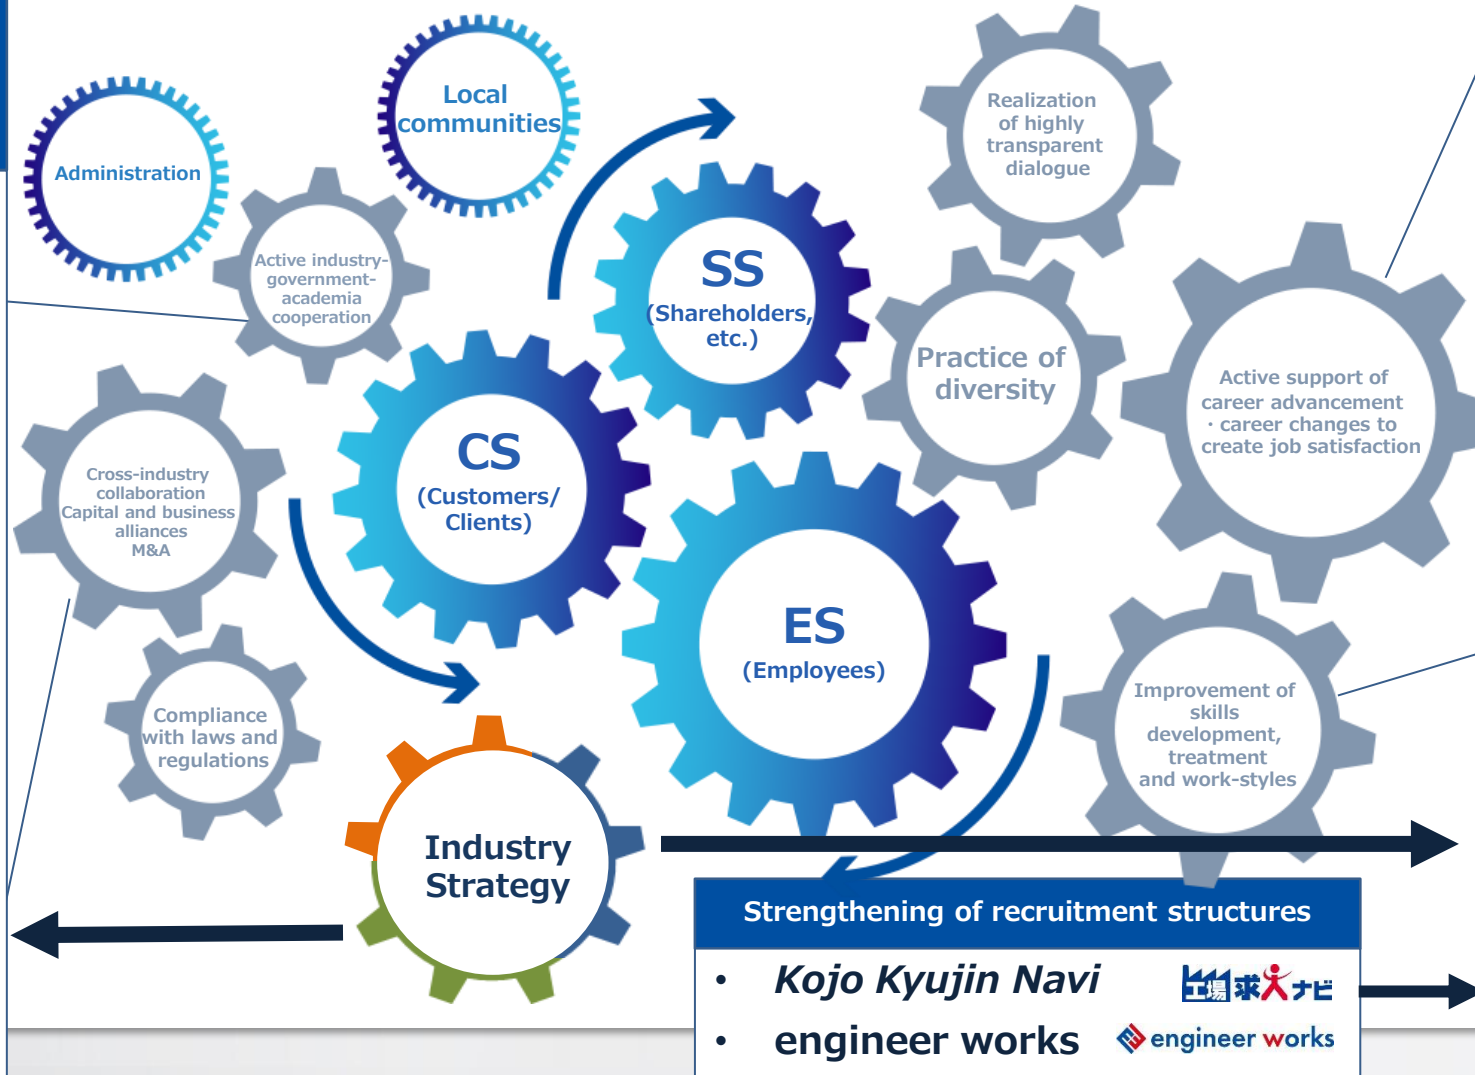 Local
communities
Administration
Active industry-
government-
academia
cooperation
Realization
of highly
transparent
dialogue
SS
(Shareholders,
etc.)
Practice of
diversity
Active support of
career advancement
・career changes to
create job satisfaction
CS
(Customers/
Clients)
Cross-industry
collaboration
Capital and business
alliances
M&A
ES
(Employees)
Compliance
with laws and
regulations
Improvement of
skills
development,
treatment
and work-styles
Industry
Strategy
Strengthening of recruitment structures
• Kojo Kyujin Navi
工場求人ナビ
• engineer works
engineer works